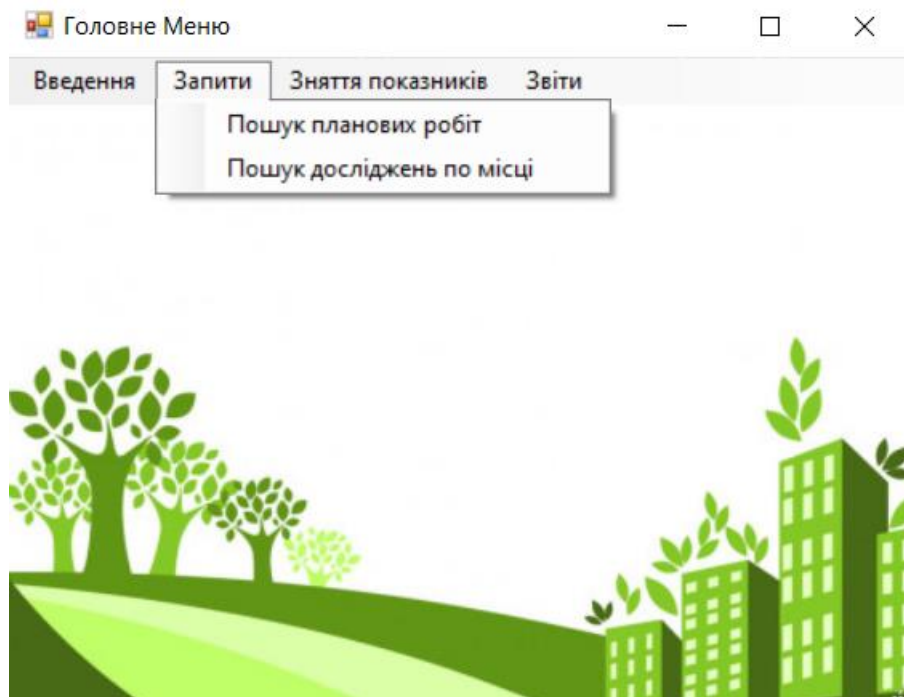 Головне Меню
Введення Запити Зняття показників Звіти
Пошук планових робіт
Пошук досліджень по місці